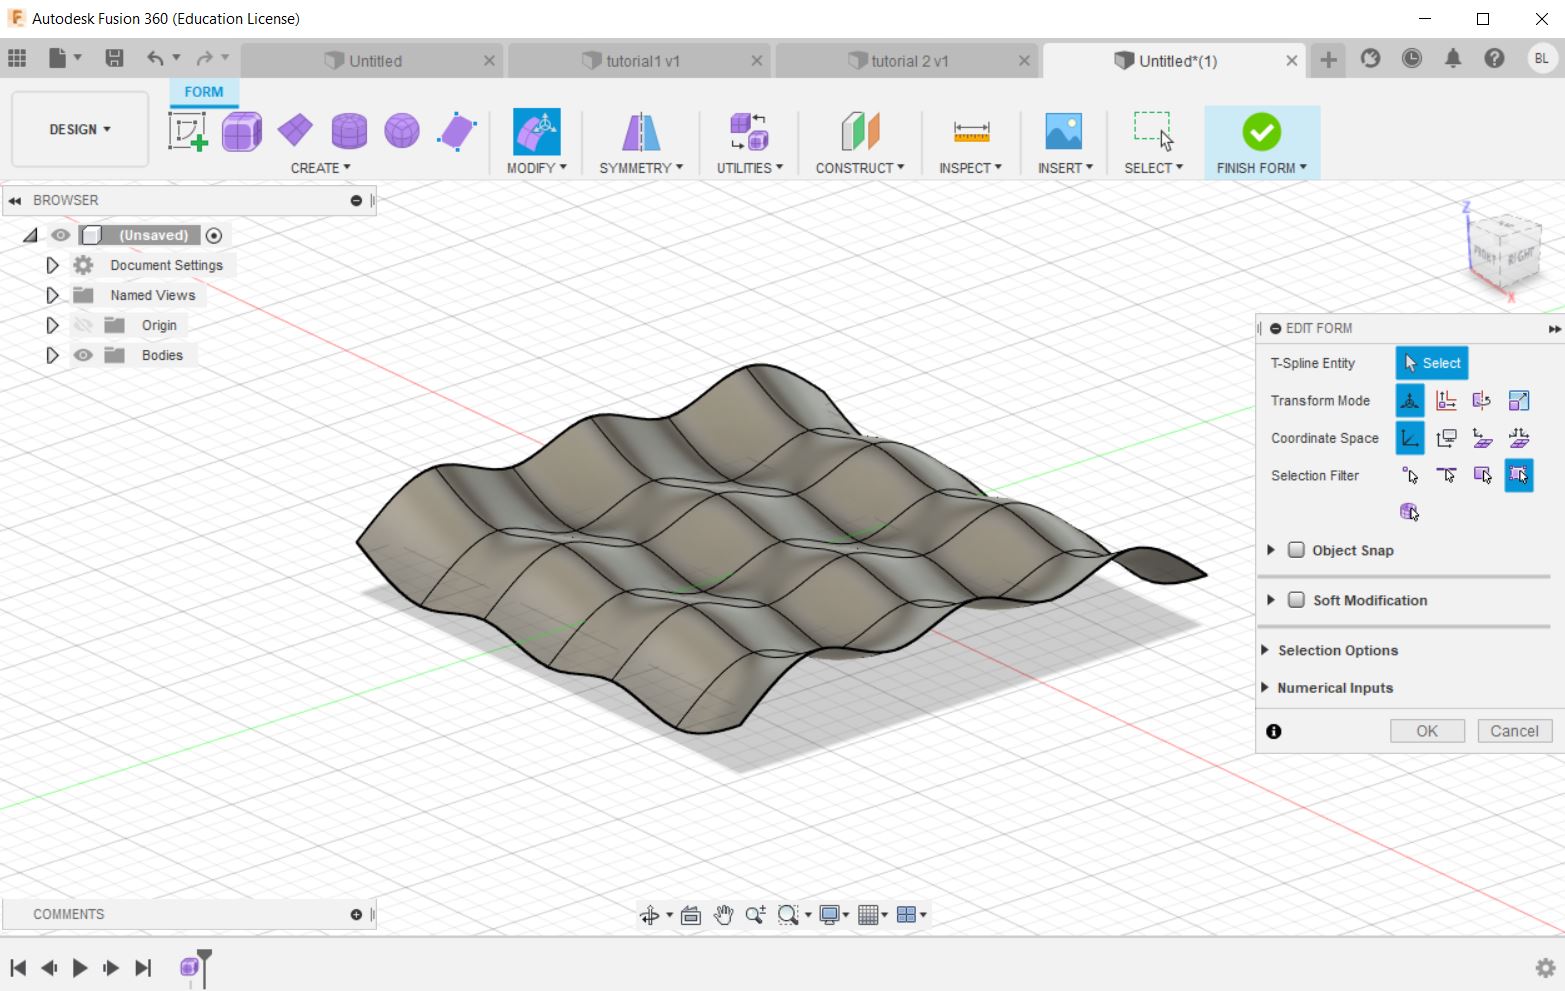 Autodesk Fusion 360 (Education License)
Untitled
tutorial1 v1
tutorial 2 v1
Untitled*(1)
BL
FORM
DESIGN
CREATE
MODIFY
SYMMETRY
UTILITIES
CONSTRUCT
INSPECT
INSERT
SELECT
FINISH FORM
BROWSER
(Unsaved)
Document Settings
Named Views
Origin
Bodies
Z
FRONT
RIGHT
X
EDIT FORM
T-Spline Entity
Select
Transform Mode
Coordinate Space
Selection Filter
Object Snap
Soft Modification
Selection Options
Numerical Inputs
OK
Cancel
COMMENTS